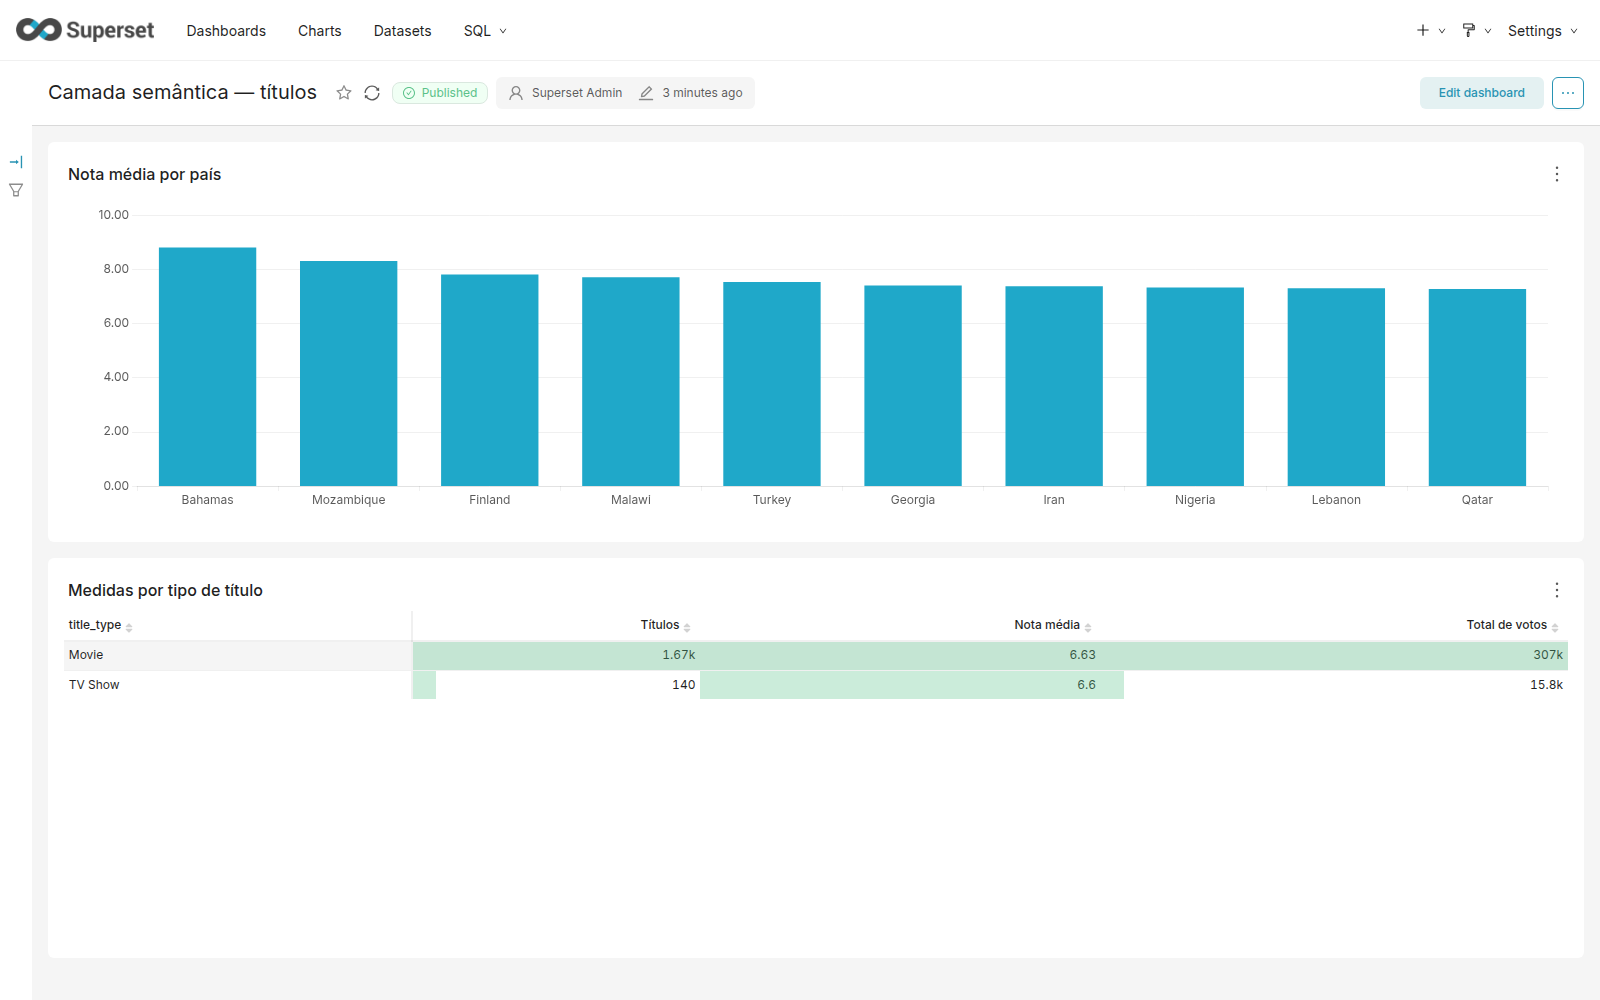 Superset
Dashboards Charts Datasets SQL
Settings
Camada semântica — títulos
Published
Superset Admin
3 minutes ago
Edit dashboard
Nota média por país
10.00
8.00
6.00
4.00
2.00
0.00
Bahamas Mozambique Finland Malawi Turkey Georgia Iran Nigeria Lebanon Qatar
Medidas por tipo de título
title_type Títulos Nota média Total de votos
Movie 1.67k 6.63 307k
TV Show 140 6.6 15.8k